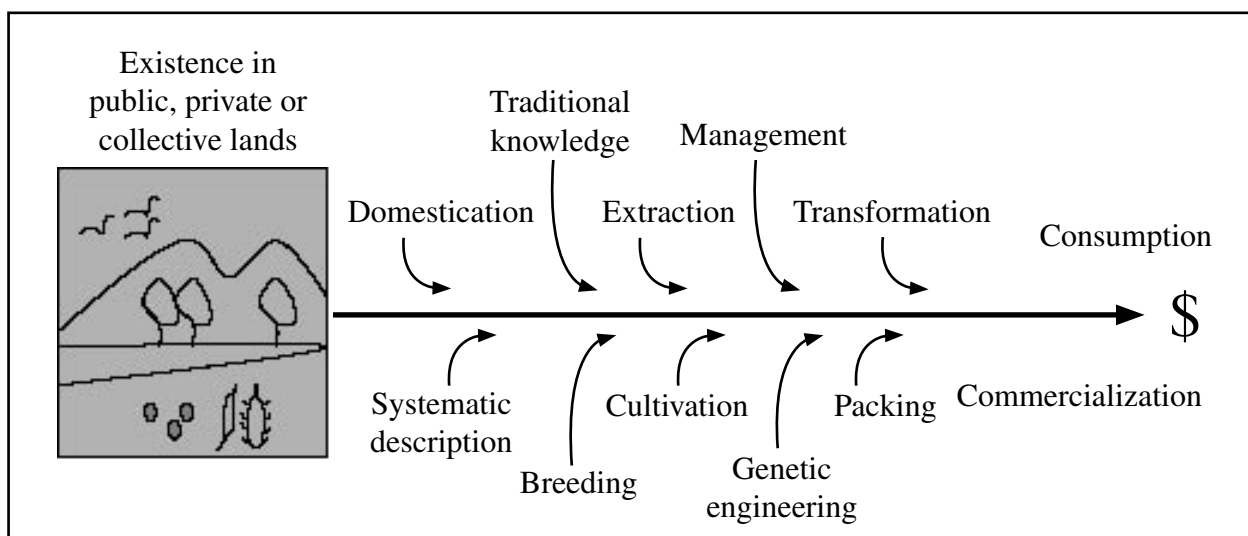 Existence in
public, private or
collective lands
Traditional
knowledge
Management
Domestication
Extraction
Transformation
Consumption
$
Systematic
description
Cultivation
Packing
Commercialization
Breeding
Genetic
engineering